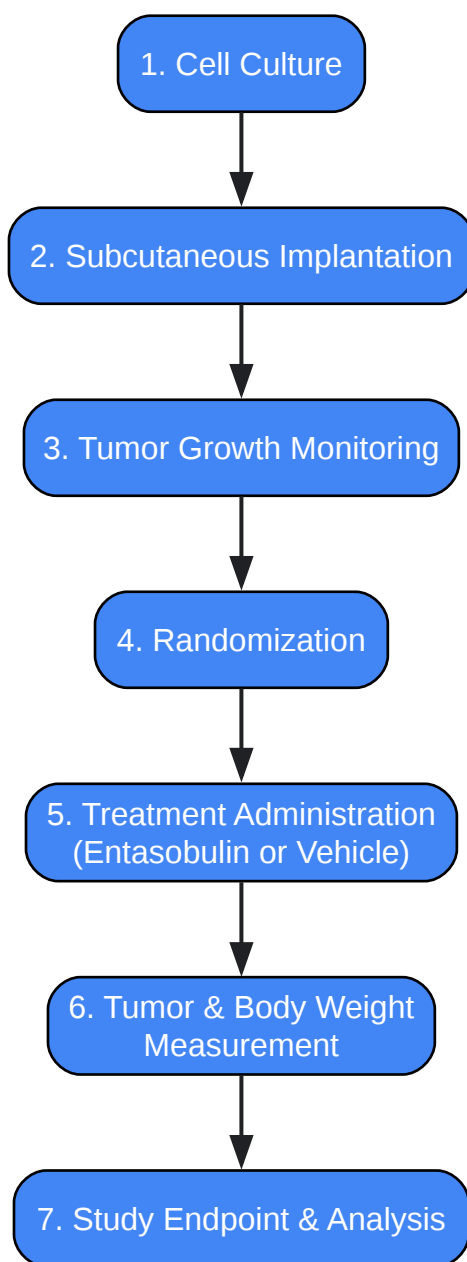 1. Cell Culture
2. Subcutaneous Implantation
3. Tumor Growth Monitoring
4. Randomization
5. Treatment Administration
(Entasobulin or Vehicle)
6. Tumor & Body Weight
Measurement
7. Study Endpoint & Analysis